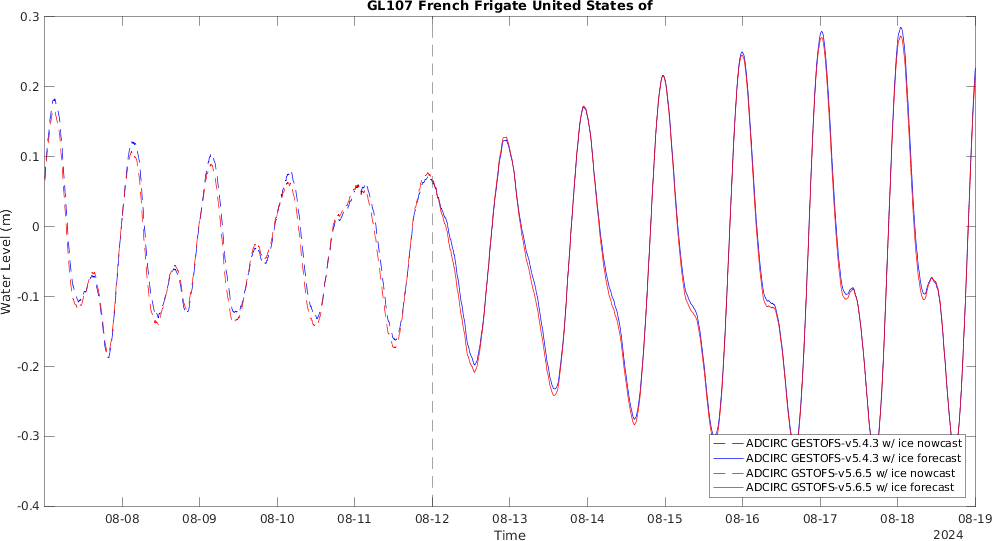 GL107 French Frigate United States of
0.3
0.2
0.1
0
-0.1
-0.2
-0.3
-0.4
Water Level (m)
ADCIRC GESTOFS-v5.4.3 w/ ice nowcast
ADCIRC GESTOFS-v5.4.3 w/ ice forecast
ADCIRC GSTOFS-v5.6.5 w/ ice nowcast
ADCIRC GSTOFS-v5.6.5 w/ ice forecast
08-08 08-09 08-10 08-11 08-12 08-13 08-14 08-15 08-16 08-17 08-18 08-19
Time
2024